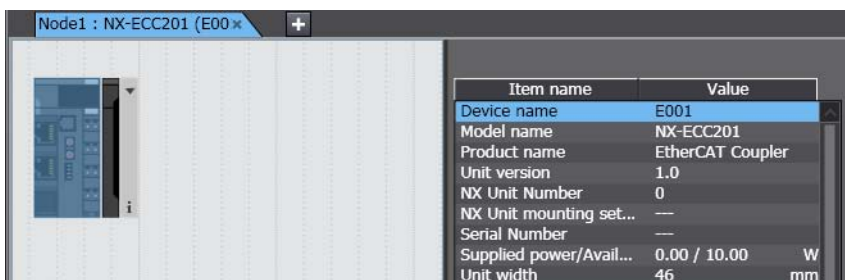 Node1 : NX-ECC201 (E00 ×
+
Item name Value
Device name E001
Model name NX-ECC201
Product name EtherCAT Coupler
Unit version 1.0
NX Unit Number 0
NX Unit mounting set... ---
Serial Number ---
Supplied power/Avail... 0.00 / 10.00 W
Unit width 46 mm
i